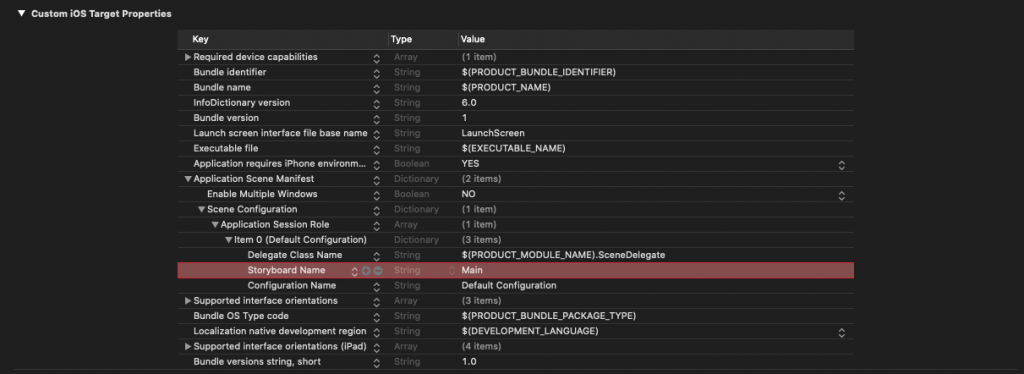 Custom iOS Target Properties
Key Type Value
Required device capabilities Array (1 item)
Bundle identifier String $(PRODUCT_BUNDLE_IDENTIFIER)
Bundle name String $(PRODUCT_NAME)
InfoDictionary version String 6.0
Bundle version String 1
Launch screen interface file base name String LaunchScreen
Executable file String $(EXECUTABLE_NAME)
Application requires iPhone environm... Boolean YES
Application Scene Manifest Dictionary (2 items)
Enable Multiple Windows Boolean NO
Scene Configuration Dictionary (1 item)
Application Session Role Array (1 item)
Item 0 (Default Configuration) Dictionary (3 items)
Delegate Class Name String $(PRODUCT_MODULE_NAME).SceneDelegate
Storyboard Name String Main
Configuration Name String Default Configuration
Supported interface orientations Array (3 items)
Bundle OS Type code String $(PRODUCT_BUNDLE_PACKAGE_TYPE)
Localization native development region String $(DEVELOPMENT_LANGUAGE)
Supported interface orientations (iPad) Array (4 items)
Bundle versions string, short String 1.0